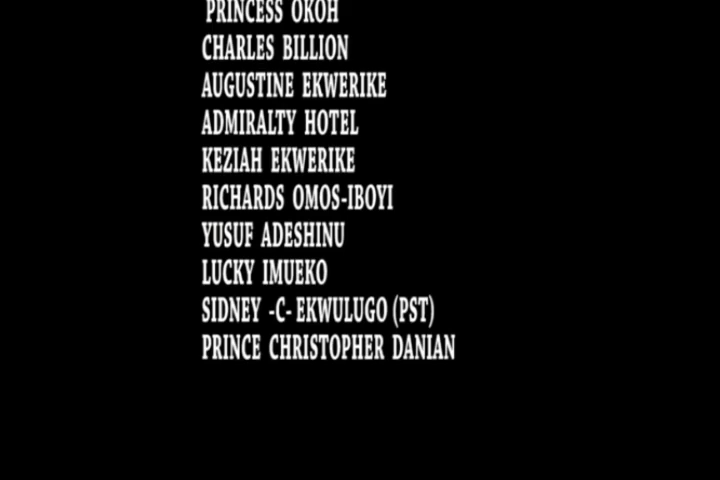 PRINCESS OKOH
CHARLES BILLION
AUGUSTINE EKWERIKE
ADMIRALTY HOTEL
KEZIAH EKWERIKE
RICHARDS OMOS-IBOYI
YUSUF ADESHINU
LUCKY IMUEKO
SIDNEY -C- EKWULUGO (PST)
PRINCE CHRISTOPHER DANIAN